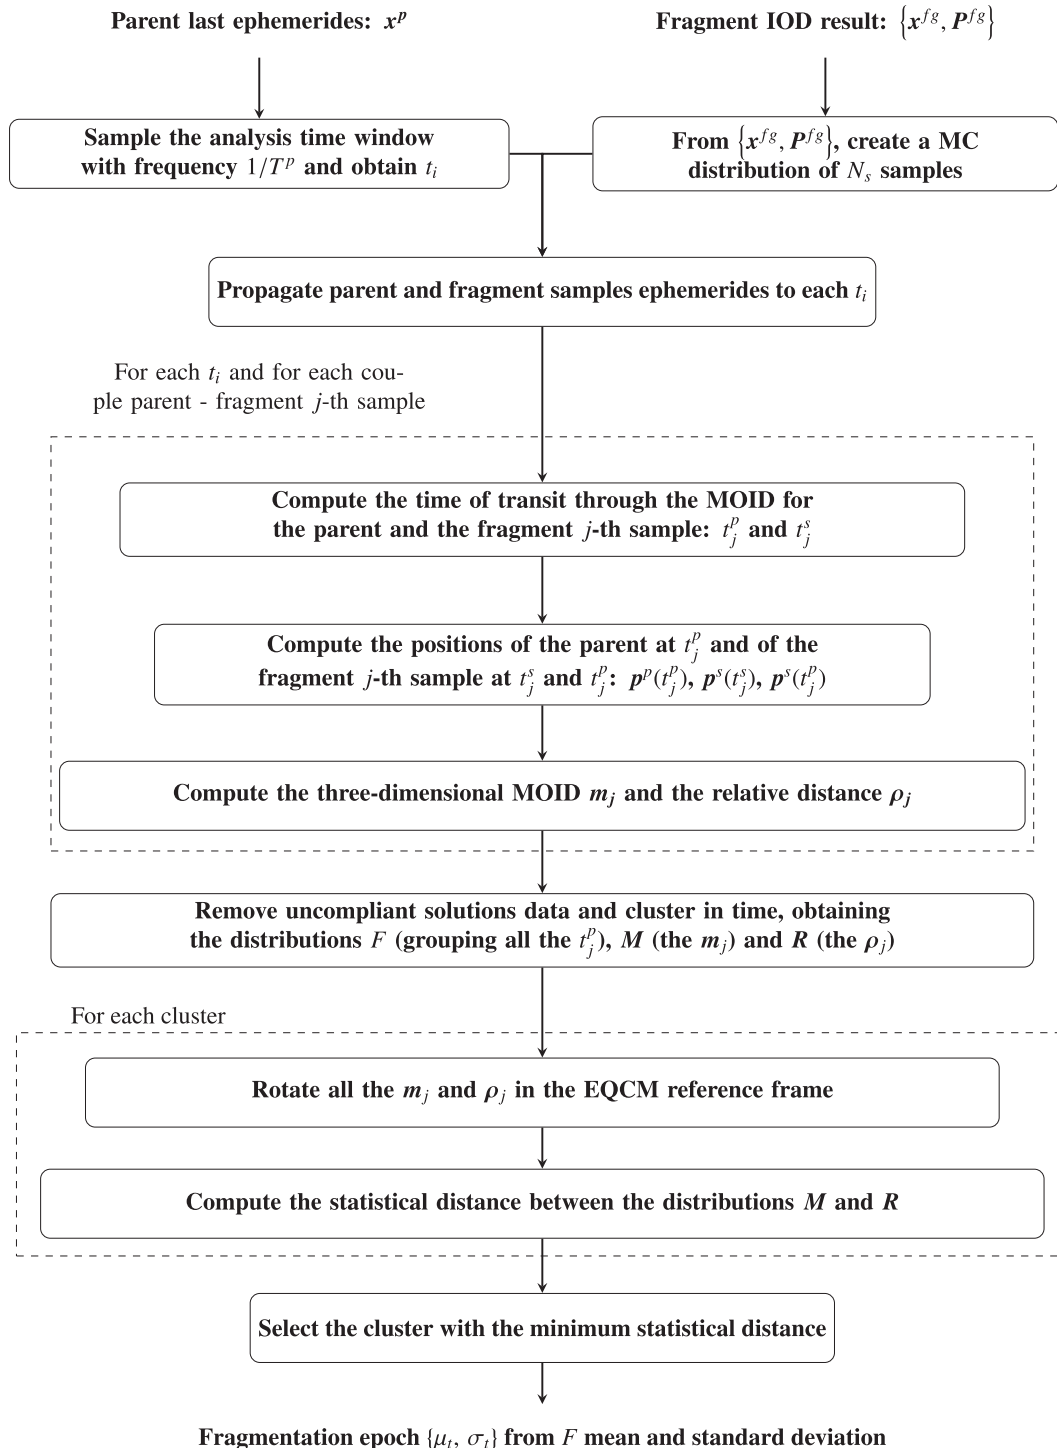 Parent last ephemerides: x^p
Fragment IOD result: {x^{fg}, P^{fg}}
Sample the analysis time window
with frequency 1/T^p and obtain t_i
From {x^{fg}, P^{fg}}, create a MC
distribution of N_s samples
Propagate parent and fragment samples ephemerides to each t_i
For each t_i and for each cou-
ple parent - fragment j-th sample
Compute the time of transit through the MOID for
the parent and the fragment j-th sample: t_j^p and t_j^s
Compute the positions of the parent at t_j^p and of the
fragment j-th sample at t_j^s and t_j^p: p^p(t_j^p), p^s(t_j^s), p^s(t_j^p)
Compute the three-dimensional MOID m_j and the relative distance ρ_j
Remove uncompliant solutions data and cluster in time, obtaining
the distributions F (grouping all the t_j^p), M (the m_j) and R (the ρ_j)
For each cluster
Rotate all the m_j and ρ_j in the EQCM reference frame
Compute the statistical distance between the distributions M and R
Select the cluster with the minimum statistical distance
Fragmentation epoch {μ_t, σ_t} from F mean and standard deviation